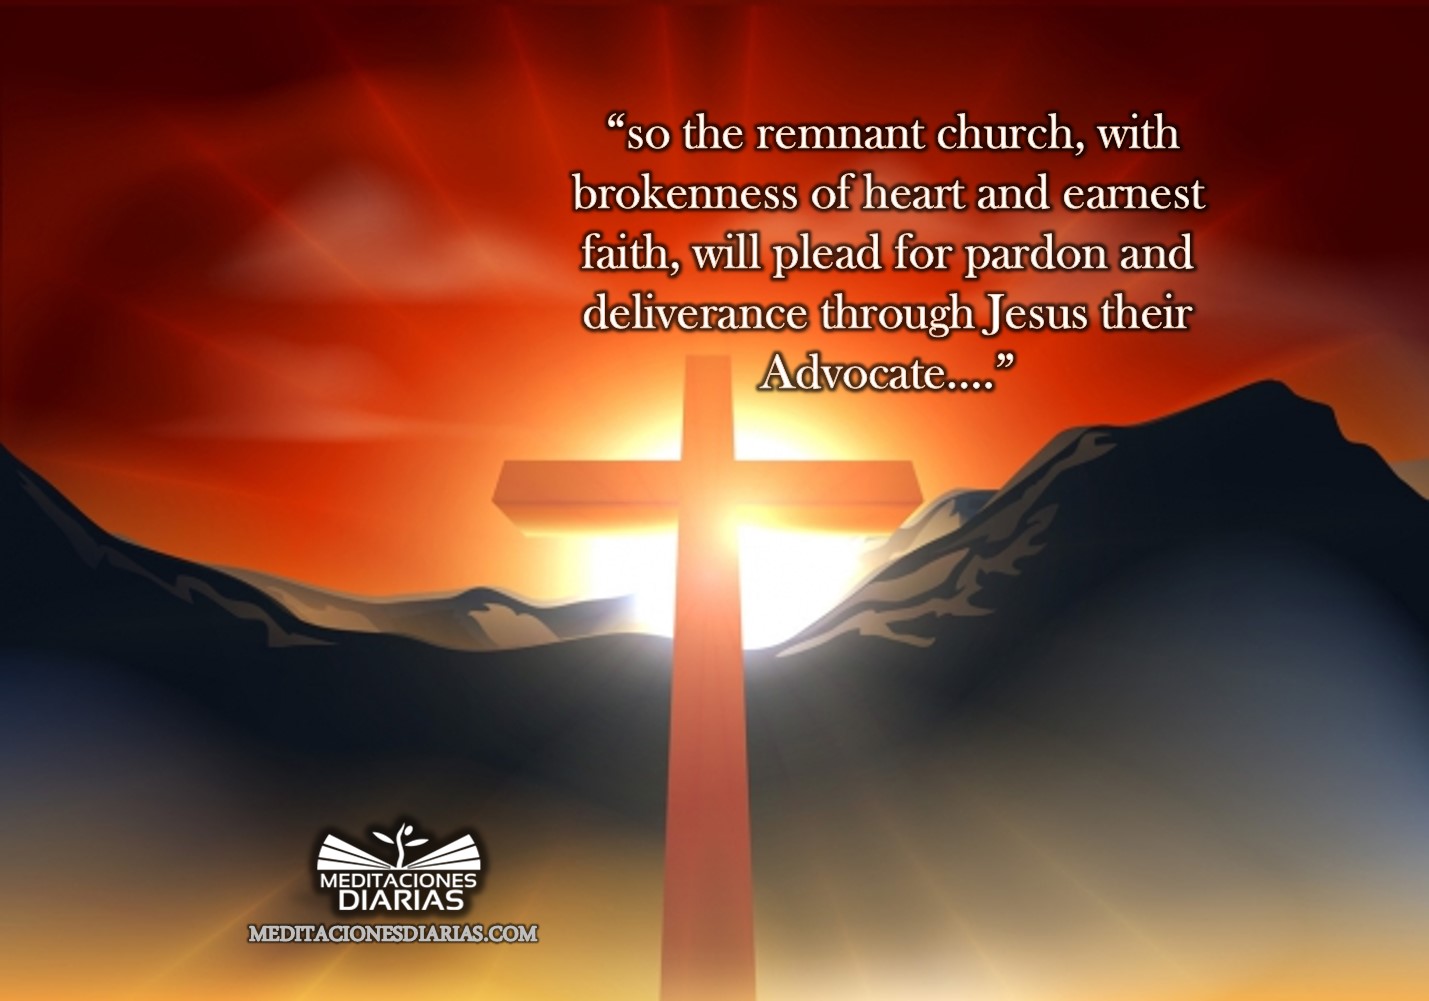 “so the remnant church, with
brokenness of heart and earnest
faith, will plead for pardon and
deliverance through Jesus their
Advocate....”
MEDITACIONES
DIARIAS
MEDITACIONESDIARIAS.COM